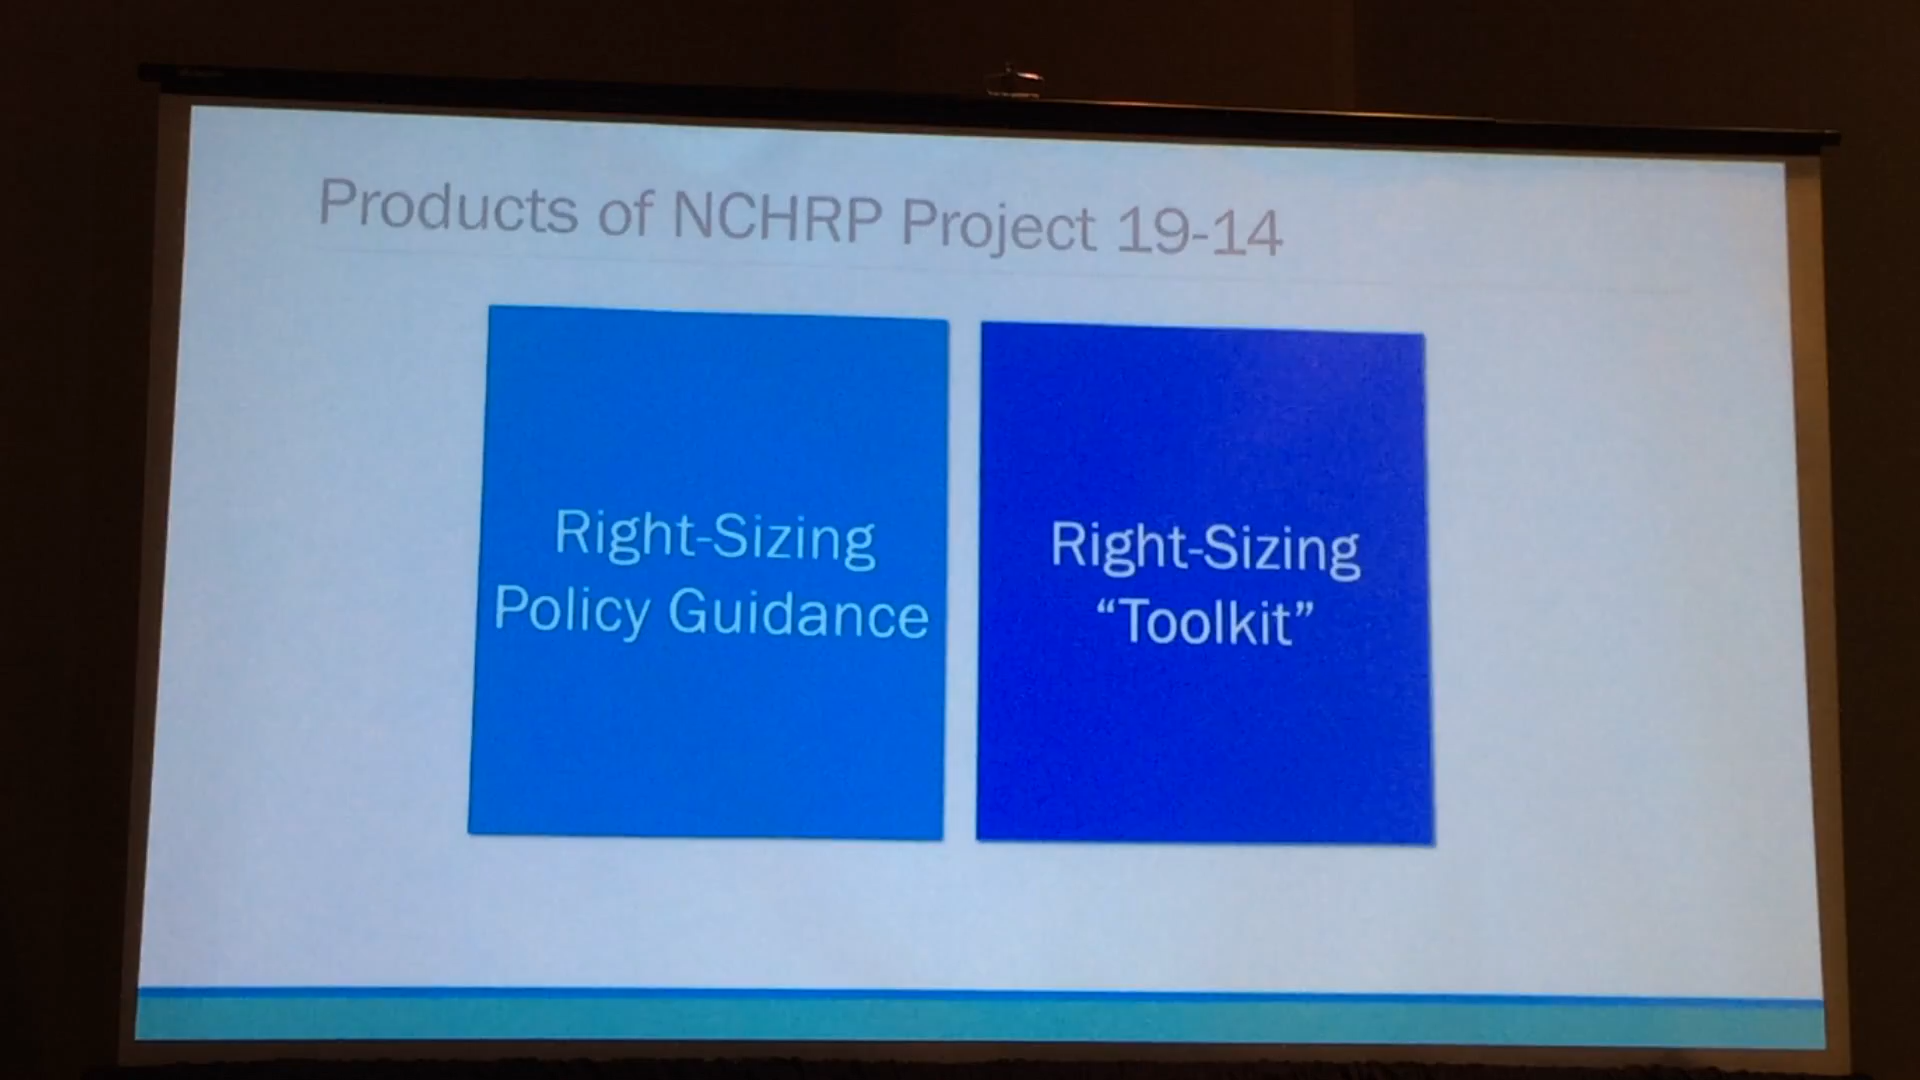 Products of NCHRP Project 19-14
Right-Sizing
Policy Guidance
Right-Sizing
“Toolkit”